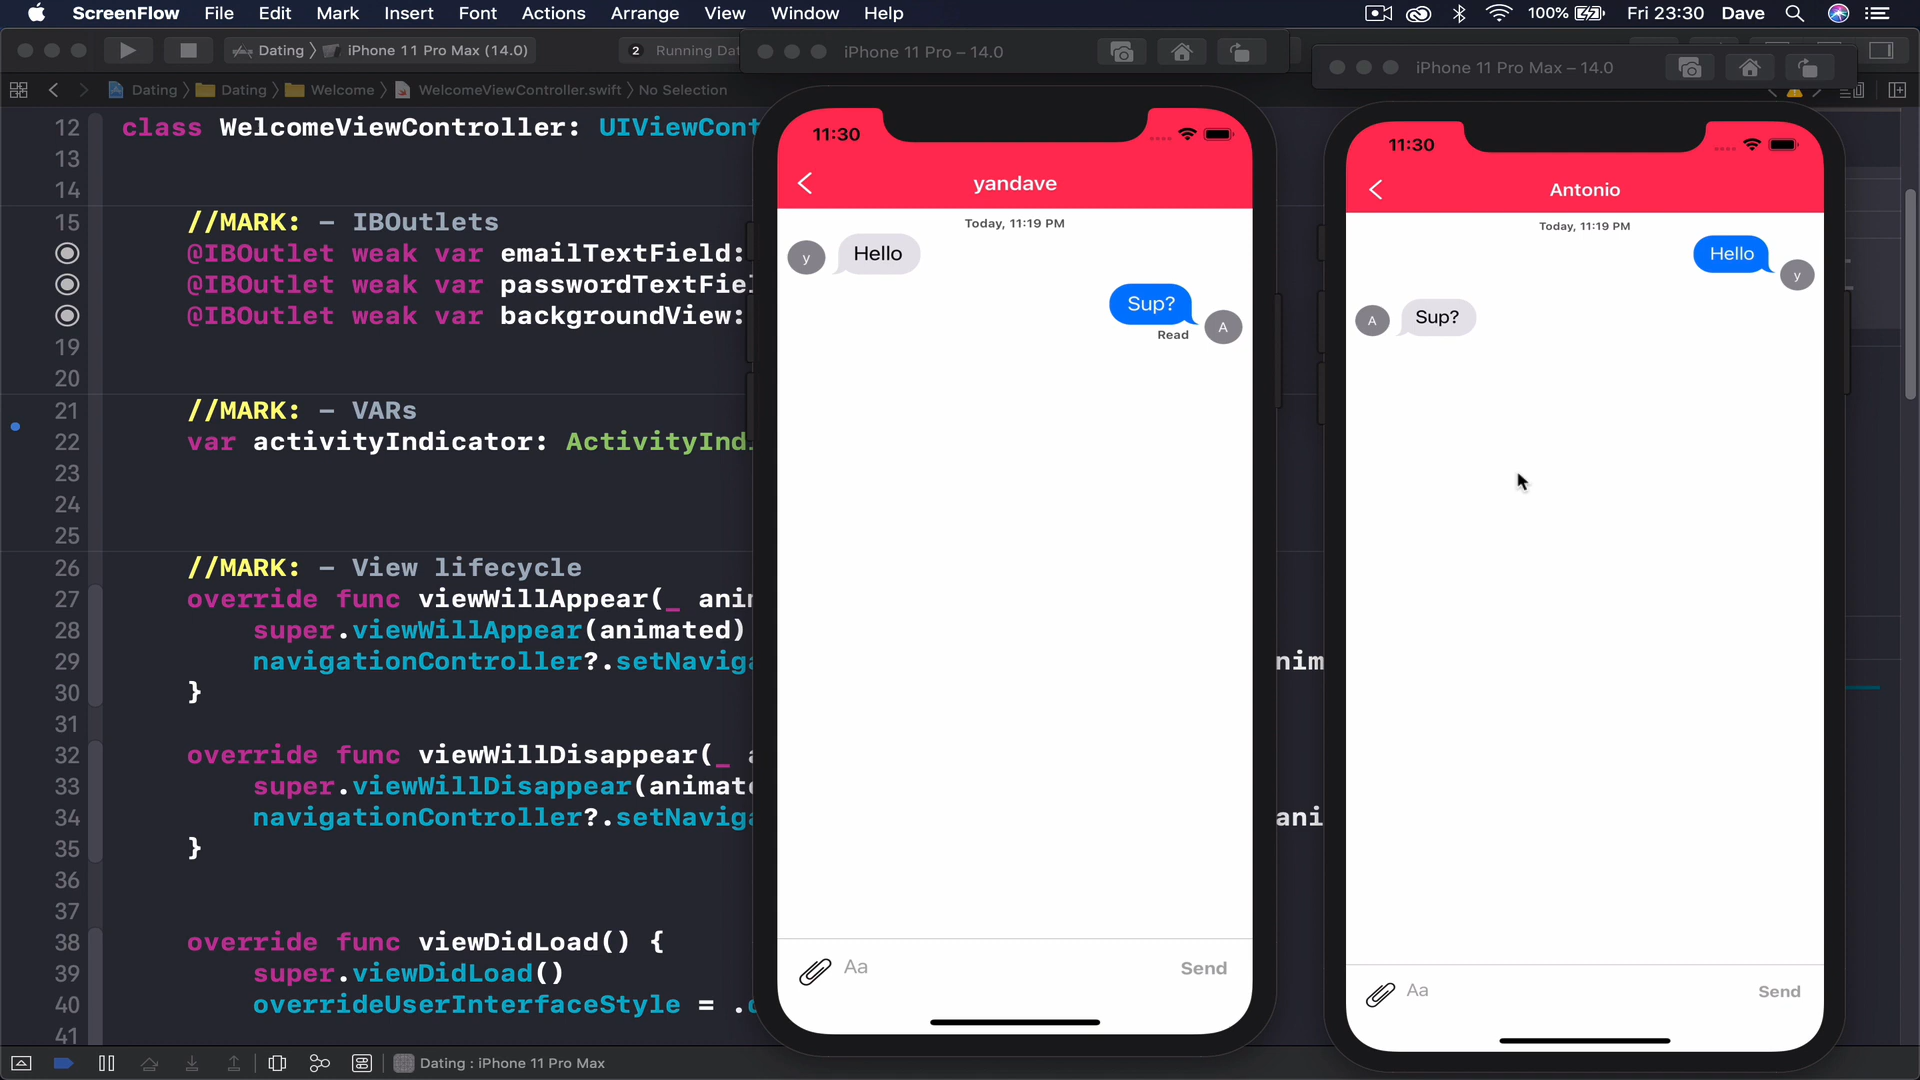 ScreenFlow File Edit Mark Insert Font Actions Arrange View Window Help 100% Fri 23:30 Dave
Dating 〉 iPhone 11 Pro Max (14.0) 2 Running Dat
iPhone 11 Pro – 14.0
iPhone 11 Pro Max – 14.0
Dating 〉 Dating 〉 Welcome 〉 WelcomeViewController.swift 〉 No Selection
12 class WelcomeViewController: UIViewCont
13
14
15 //MARK: – IBOutlets
@IBOutlet weak var emailTextField:
@IBOutlet weak var passwordTextFiel
@IBOutlet weak var backgroundView:
19
20
21 //MARK: – VARs
22 var activityIndicator: ActivityInd
23
24
25
26 //MARK: – View lifecycle
27 override func viewWillAppear(_ anim
28 super.viewWillAppear(animated)
29 navigationController?.setNaviga nim
30 }
31
32 override func viewWillDisappear(_ a
33 super.viewWillDisappear(animate
34 navigationController?.setNaviga ani
35 }
36
37
38 override func viewDidLoad() {
39 super.viewDidLoad()
40 overrideUserInterfaceStyle = .
41
Dating : iPhone 11 Pro Max
11:30
yandave
Today, 11:19 PM
y Hello
Sup? A
Read
Aa Send
11:30
Antonio
Today, 11:19 PM
Hello y
A Sup?
Aa Send